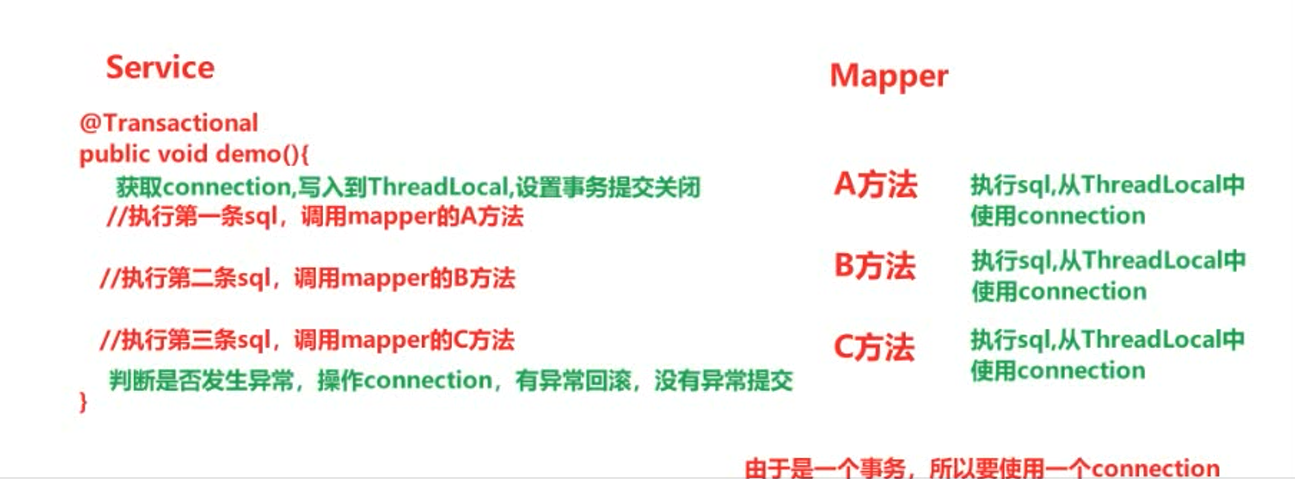 Service
@Transactional
public void demo(){
获取connection,写入到ThreadLocal,设置事务提交关闭
//执行第一条sql，调用mapper的A方法
//执行第二条sql，调用mapper的B方法
//执行第三条sql，调用mapper的C方法
判断是否发生异常，操作connection，有异常回滚，没有异常提交
}
Mapper
A方法
执行sql,从ThreadLocal中
使用connection
B方法
执行sql,从ThreadLocal中
使用connection
C方法
执行sql,从ThreadLocal中
使用connection
由于是一个事务，所以要使用一个connection